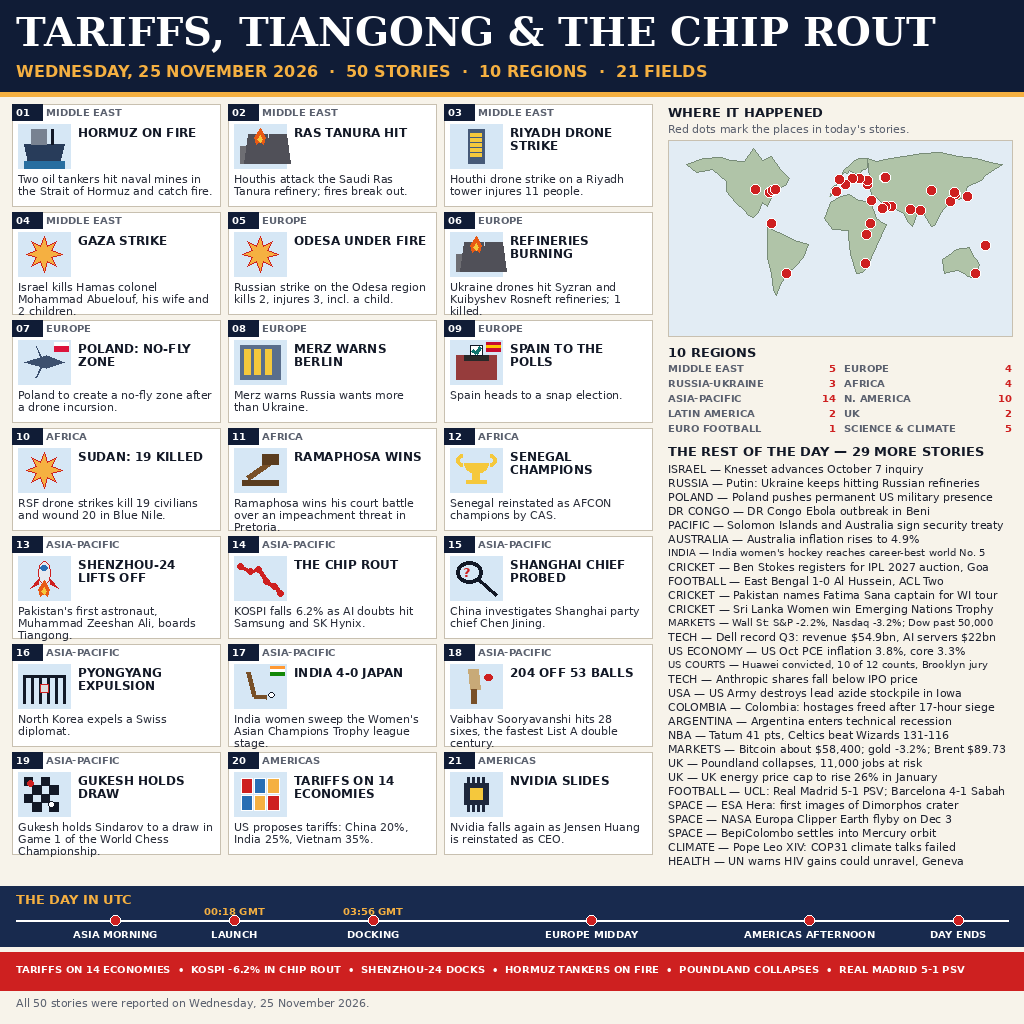 TARIFFS, TIANGONG & THE CHIP ROUT
WEDNESDAY, 25 NOVEMBER 2026 · 50 STORIES · 10 REGIONS · 21 FIELDS
01 MIDDLE EAST
HORMUZ ON FIRE
Two oil tankers hit naval mines in
the Strait of Hormuz and catch fire.
02 MIDDLE EAST
RAS TANURA HIT
Houthis attack the Saudi Ras
Tanura refinery; fires break out.
03 MIDDLE EAST
RIYADH DRONE
STRIKE
Houthi drone strike on a Riyadh
tower injures 11 people.
04 MIDDLE EAST
GAZA STRIKE
Israel kills Hamas colonel
Mohammad Abuelouf, his wife and
2 children.
05 EUROPE
ODESA UNDER FIRE
Russian strike on the Odesa region
kills 2, injures 3, incl. a child.
06 EUROPE
REFINERIES
BURNING
Ukraine drones hit Syzran and
Kuibyshev Rosneft refineries; 1
killed.
07 EUROPE
POLAND: NO-FLY
ZONE
Poland to create a no-fly zone after
a drone incursion.
08 EUROPE
MERZ WARNS
BERLIN
Merz warns Russia wants more
than Ukraine.
09 EUROPE
SPAIN TO THE
POLLS
Spain heads to a snap election.
10 AFRICA
SUDAN: 19 KILLED
RSF drone strikes kill 19 civilians
and wound 20 in Blue Nile.
11 AFRICA
RAMAPHOSA WINS
Ramaphosa wins his court battle
over an impeachment threat in
Pretoria.
12 AFRICA
SENEGAL
CHAMPIONS
Senegal reinstated as AFCON
champions by CAS.
13 ASIA-PACIFIC
SHENZHOU-24
LIFTS OFF
Pakistan's first astronaut,
Muhammad Zeeshan Ali, boards
Tiangong.
14 ASIA-PACIFIC
THE CHIP ROUT
KOSPI falls 6.2% as AI doubts hit
Samsung and SK Hynix.
15 ASIA-PACIFIC
?
SHANGHAI CHIEF
PROBED
China investigates Shanghai party
chief Chen Jining.
16 ASIA-PACIFIC
PYONGYANG
EXPULSION
North Korea expels a Swiss
diplomat.
17 ASIA-PACIFIC
INDIA 4-0 JAPAN
India women sweep the Women's
Asian Champions Trophy league
stage.
18 ASIA-PACIFIC
204 OFF 53 BALLS
Vaibhav Sooryavanshi hits 28
sixes, the fastest List A double
century.
19 ASIA-PACIFIC
GUKESH HOLDS
DRAW
Gukesh holds Sindarov to a draw in
Game 1 of the World Chess
Championship.
20 AMERICAS
TARIFFS ON 14
ECONOMIES
US proposes tariffs: China 20%,
India 25%, Vietnam 35%.
21 AMERICAS
NVIDIA SLIDES
Nvidia falls again as Jensen Huang
is reinstated as CEO.
WHERE IT HAPPENED
Red dots mark the places in today's stories.
10 REGIONS
MIDDLE EAST 5 EUROPE 4
RUSSIA-UKRAINE 3 AFRICA 4
ASIA-PACIFIC 14 N. AMERICA 10
LATIN AMERICA 2 UK 2
EURO FOOTBALL 1 SCIENCE & CLIMATE 5
THE REST OF THE DAY — 29 MORE STORIES
ISRAEL — Knesset advances October 7 inquiry
RUSSIA — Putin: Ukraine keeps hitting Russian refineries
POLAND — Poland pushes permanent US military presence
DR CONGO — DR Congo Ebola outbreak in Beni
PACIFIC — Solomon Islands and Australia sign security treaty
AUSTRALIA — Australia inflation rises to 4.9%
INDIA — India women's hockey reaches career-best world No. 5
CRICKET — Ben Stokes registers for IPL 2027 auction, Goa
FOOTBALL — East Bengal 1-0 Al Hussein, ACL Two
CRICKET — Pakistan names Fatima Sana captain for WI tour
CRICKET — Sri Lanka Women win Emerging Nations Trophy
MARKETS — Wall St: S&P -2.2%, Nasdaq -3.2%; Dow past 50,000
TECH — Dell record Q3: revenue $54.9bn, AI servers $22bn
US ECONOMY — US Oct PCE inflation 3.8%, core 3.3%
US COURTS — Huawei convicted, 10 of 12 counts, Brooklyn jury
TECH — Anthropic shares fall below IPO price
USA — US Army destroys lead azide stockpile in Iowa
COLOMBIA — Colombia: hostages freed after 17-hour siege
ARGENTINA — Argentina enters technical recession
NBA — Tatum 41 pts, Celtics beat Wizards 131-116
MARKETS — Bitcoin about $58,400; gold -3.2%; Brent $89.73
UK — Poundland collapses, 11,000 jobs at risk
UK — UK energy price cap to rise 26% in January
FOOTBALL — UCL: Real Madrid 5-1 PSV; Barcelona 4-1 Sabah
SPACE — ESA Hera: first images of Dimorphos crater
SPACE — NASA Europa Clipper Earth flyby on Dec 3
SPACE — BepiColombo settles into Mercury orbit
CLIMATE — Pope Leo XIV: COP31 climate talks failed
HEALTH — UN warns HIV gains could unravel, Geneva
THE DAY IN UTC
00:18 GMT 03:56 GMT
ASIA MORNING LAUNCH DOCKING EUROPE MIDDAY AMERICAS AFTERNOON DAY ENDS
TARIFFS ON 14 ECONOMIES • KOSPI -6.2% IN CHIP ROUT • SHENZHOU-24 DOCKS • HORMUZ TANKERS ON FIRE • POUNDLAND COLLAPSES • REAL MADRID 5-1 PSV
All 50 stories were reported on Wednesday, 25 November 2026.